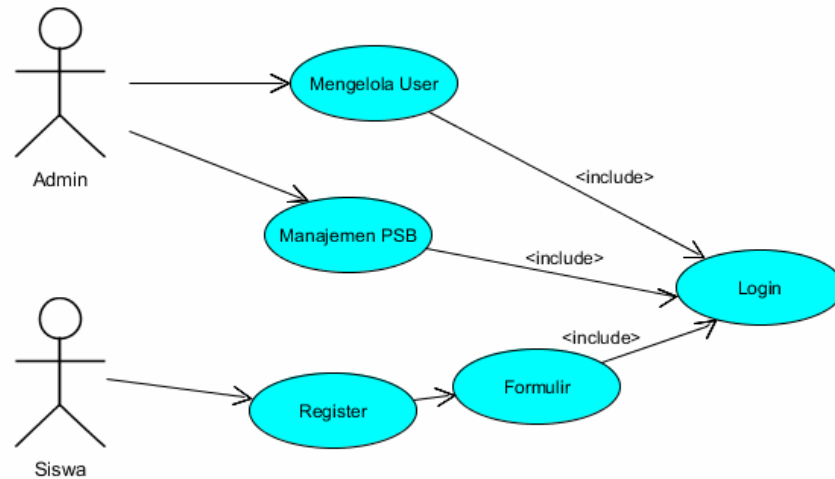 Mengelola User
Admin
<include>
Manajemen PSB
<include>
Login
<include>
Formulir
Register
Siswa